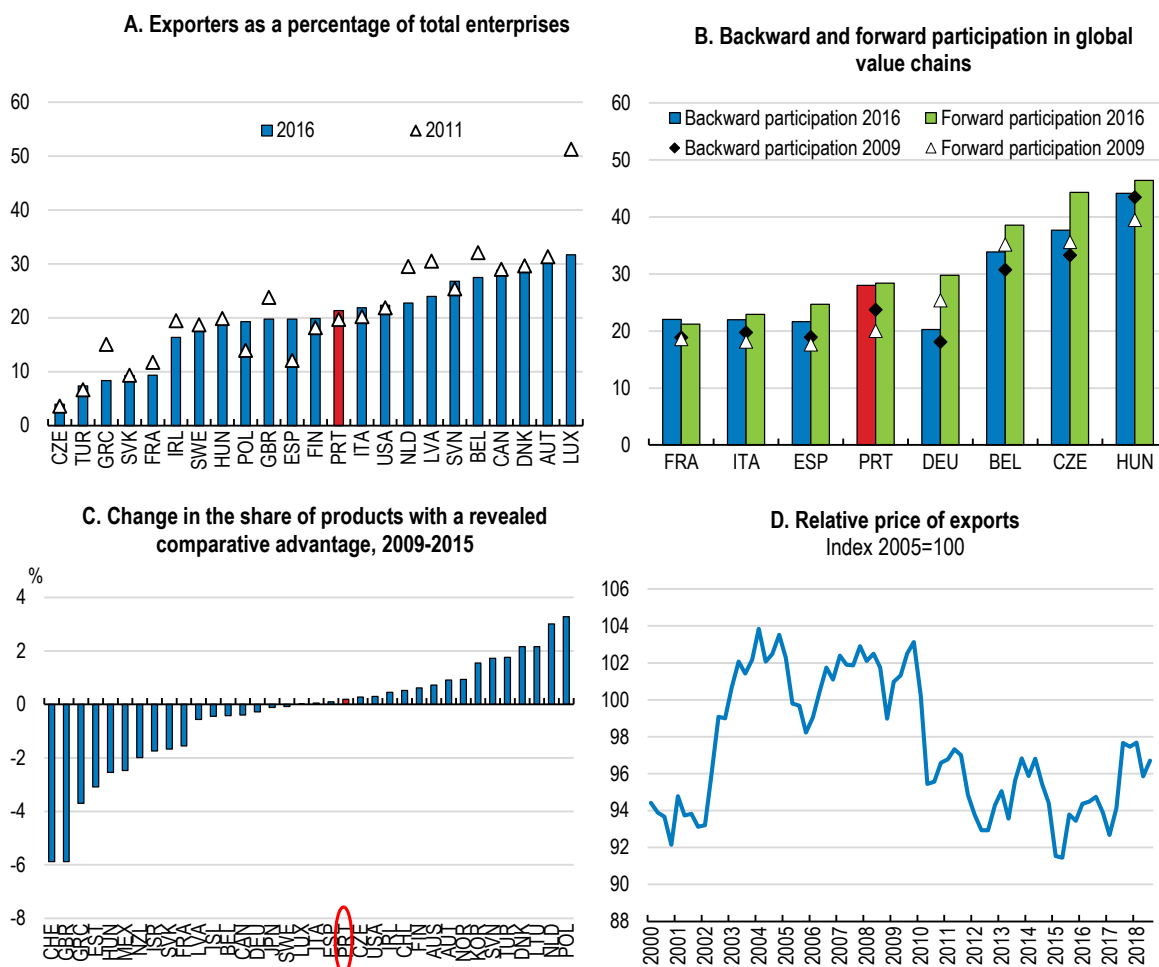 A. Exporters as a percentage of total enterprises
2016
2011
60
50
40
30
20
10
0
CZE
TUR
GRC
SVK
FRA
IRL
SWE
HUN
POL
GBR
ESP
FIN
PRT
ITA
USA
NLD
LVA
SVN
BEL
CAN
DNK
AUT
LUX
B. Backward and forward participation in global
value chains
Backward participation 2016
Forward participation 2016
Backward participation 2009
Forward participation 2009
60
50
40
30
20
10
0
FRA
ITA
ESP
PRT
DEU
BEL
CZE
HUN
C. Change in the share of products with a revealed
comparative advantage, 2009-2015
%
4
2
0
-2
-4
-6
-8
CHE
GBR
GRC
EST
HUN
MEX
NZL
ISR
SVK
FRA
LVA
ISL
BEL
CAN
DEU
JPN
SWE
LUX
ITA
ESP
PRT
CZE
USA
IRL
CHL
FIN
AUS
AUT
NOR
KOR
SVN
TUR
DNK
LTU
NLD
POL
D. Relative price of exports
Index 2005=100
106
104
102
100
98
96
94
92
90
88
2000
2001
2002
2003
2004
2005
2006
2007
2008
2009
2010
2011
2012
2013
2014
2015
2016
2017
2018